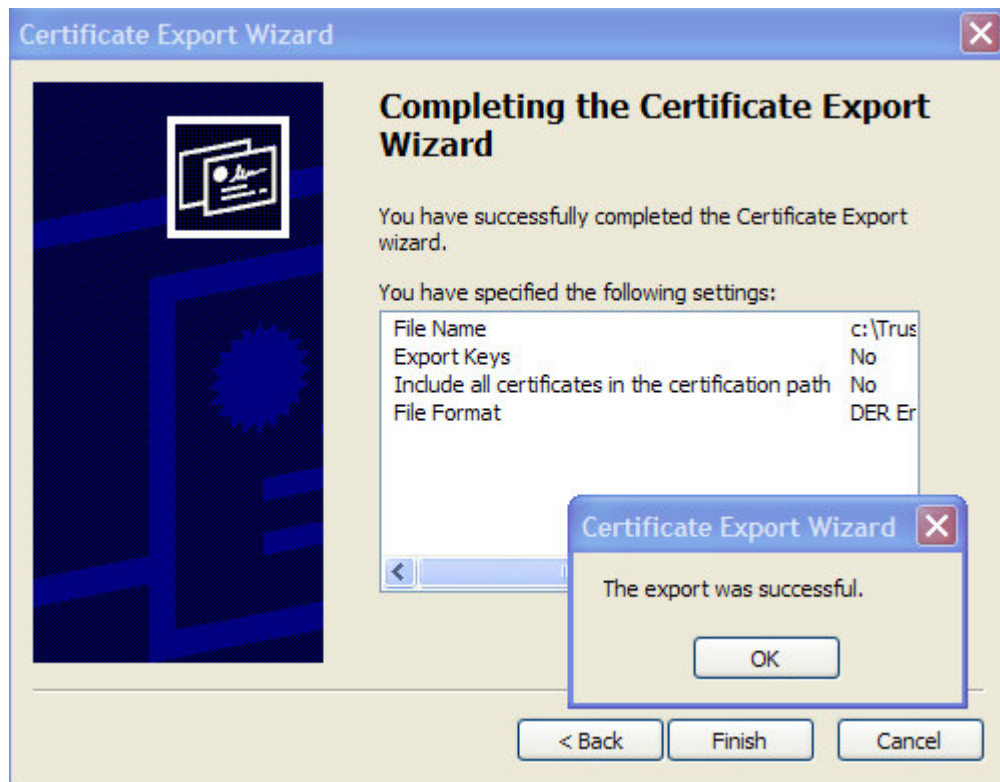 Certificate Export Wizard
Completing the Certificate Export
Wizard
You have successfully completed the Certificate Export
wizard.
You have specified the following settings:
File Name c:\Trus
Export Keys No
Include all certificates in the certification path No
File Format DER Er
Certificate Export Wizard
The export was successful.
OK
< Back Finish Cancel